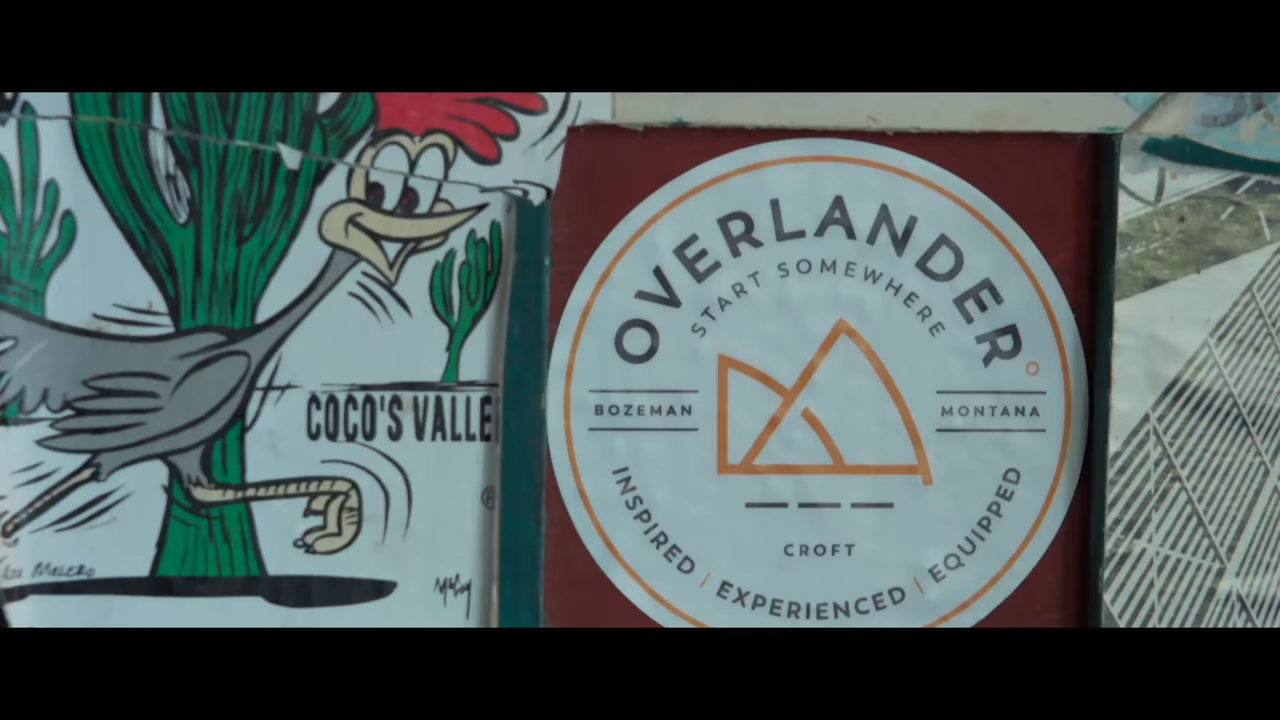 COCO'S VALLE
®
OVERLANDER
START SOMEWHERE
BOZEMAN
MONTANA
CROFT
INSPIRED | EXPERIENCED | EQUIPPED